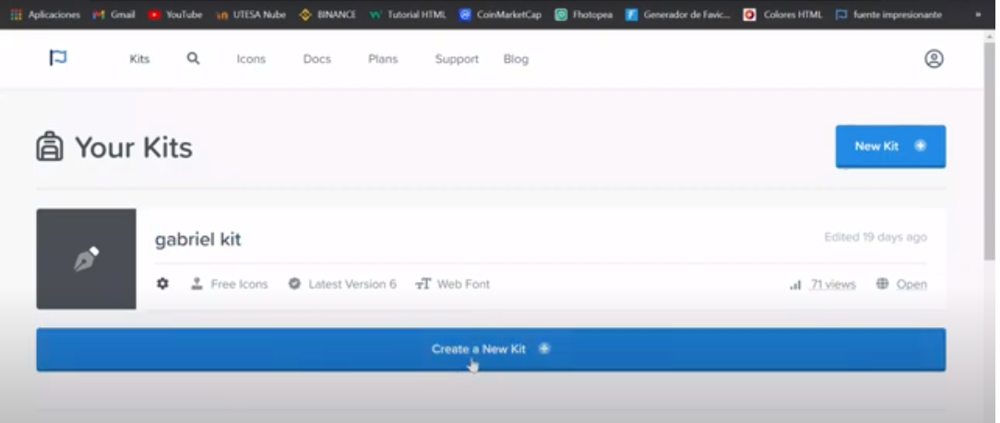 Aplicaciones Gmail YouTube UTESA Nube BINANCE Tutorial HTML CoinMarketCap Fhotopea Generador de Favic... Colores HTML fuente impresionante »
Kits Icons Docs Plans Support Blog
Your Kits
New Kit
gabriel kit
Edited 19 days ago
Free Icons Latest Version 6 Web Font 71 views Open
Create a New Kit